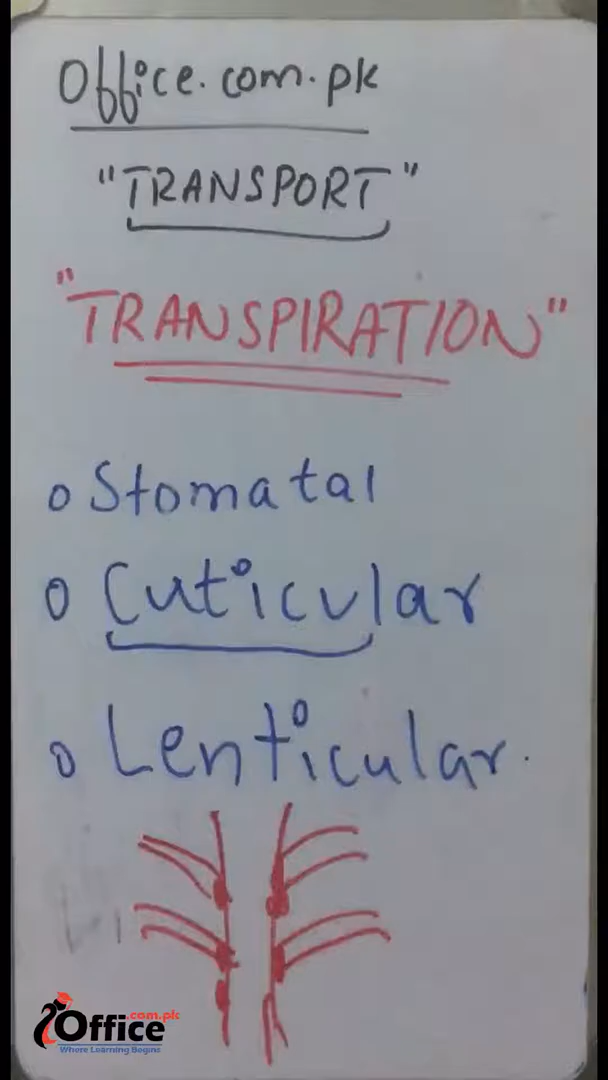 Office.com.pk
"TRANSPORT"
"TRANSPIRATION"
o Stomatal
o Cuticular
o Lenticular.
Office.com.pk
Where Learning Begins